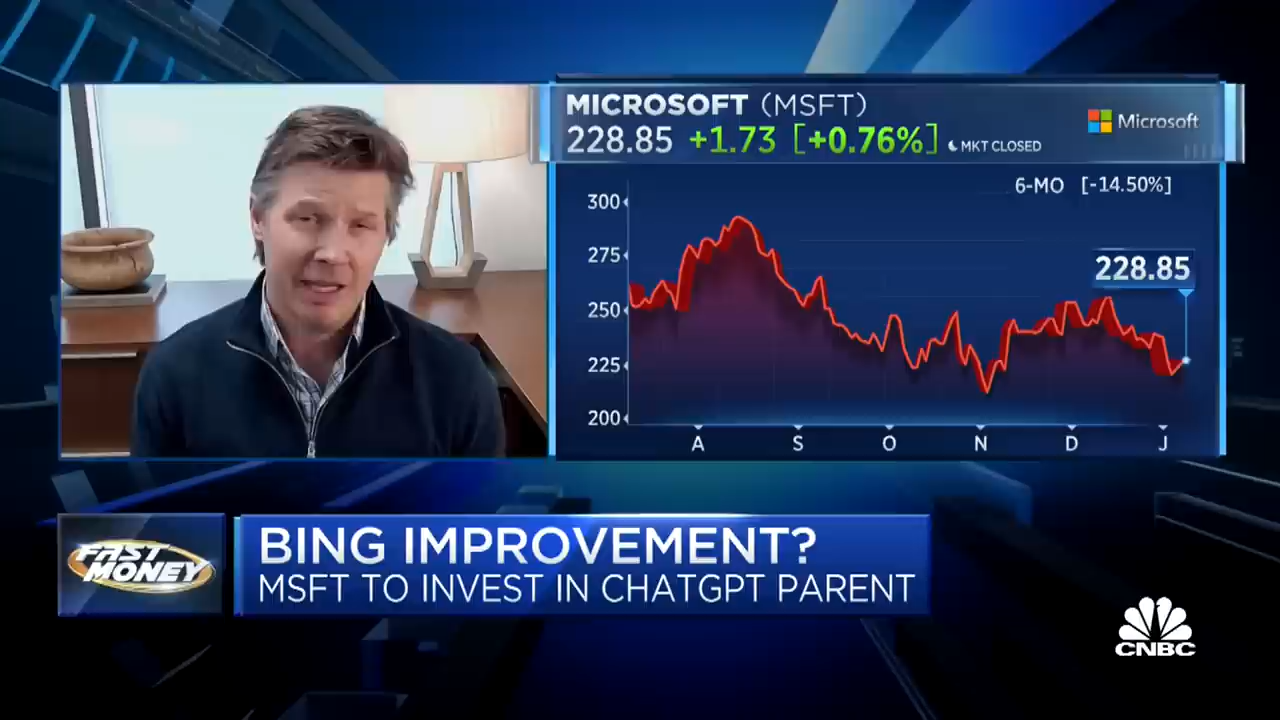 MICROSOFT (MSFT)
228.85 +1.73 [+0.76%] MKT CLOSED
Microsoft
6-MO [-14.50%]
300
275
250
225
200
228.85
A S O N D J
FAST MONEY
BING IMPROVEMENT?
MSFT TO INVEST IN CHATGPT PARENT
CNBC